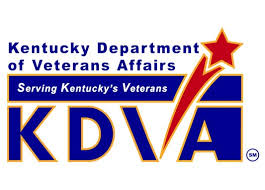 Kentucky Department
of Veterans Affairs
Serving Kentucky's Veterans
KDVA
SM